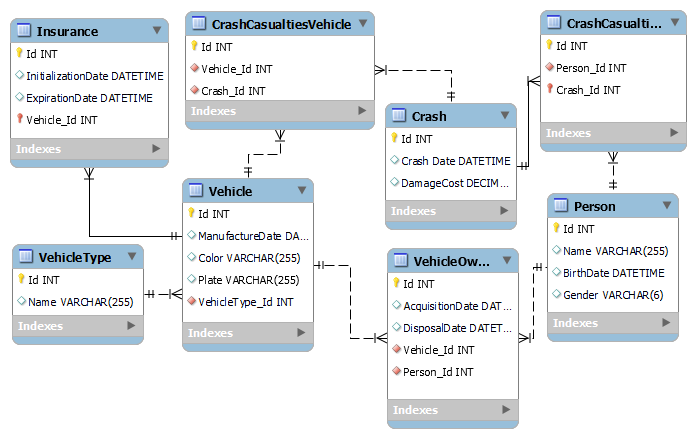 Insurance
Id INT
InitializationDate DATETIME
ExpirationDate DATETIME
Vehicle_Id INT
Indexes
CrashCasualtiesVehicle
Id INT
Vehicle_Id INT
Crash_Id INT
Indexes
Crash
Id INT
Crash Date DATETIME
DamageCost DECIM...
Indexes
CrashCasualti...
Id INT
Person_Id INT
Crash_Id INT
Indexes
VehicleType
Id INT
Name VARCHAR(255)
Indexes
Vehicle
Id INT
ManufactureDate DA...
Color VARCHAR(255)
Plate VARCHAR(255)
VehicleType_Id INT
Indexes
VehicleOw...
Id INT
AcquisitionDate DAT...
DisposalDate DATET...
Vehicle_Id INT
Person_Id INT
Indexes
Person
Id INT
Name VARCHAR(255)
BirthDate DATETIME
Gender VARCHAR(6)
Indexes